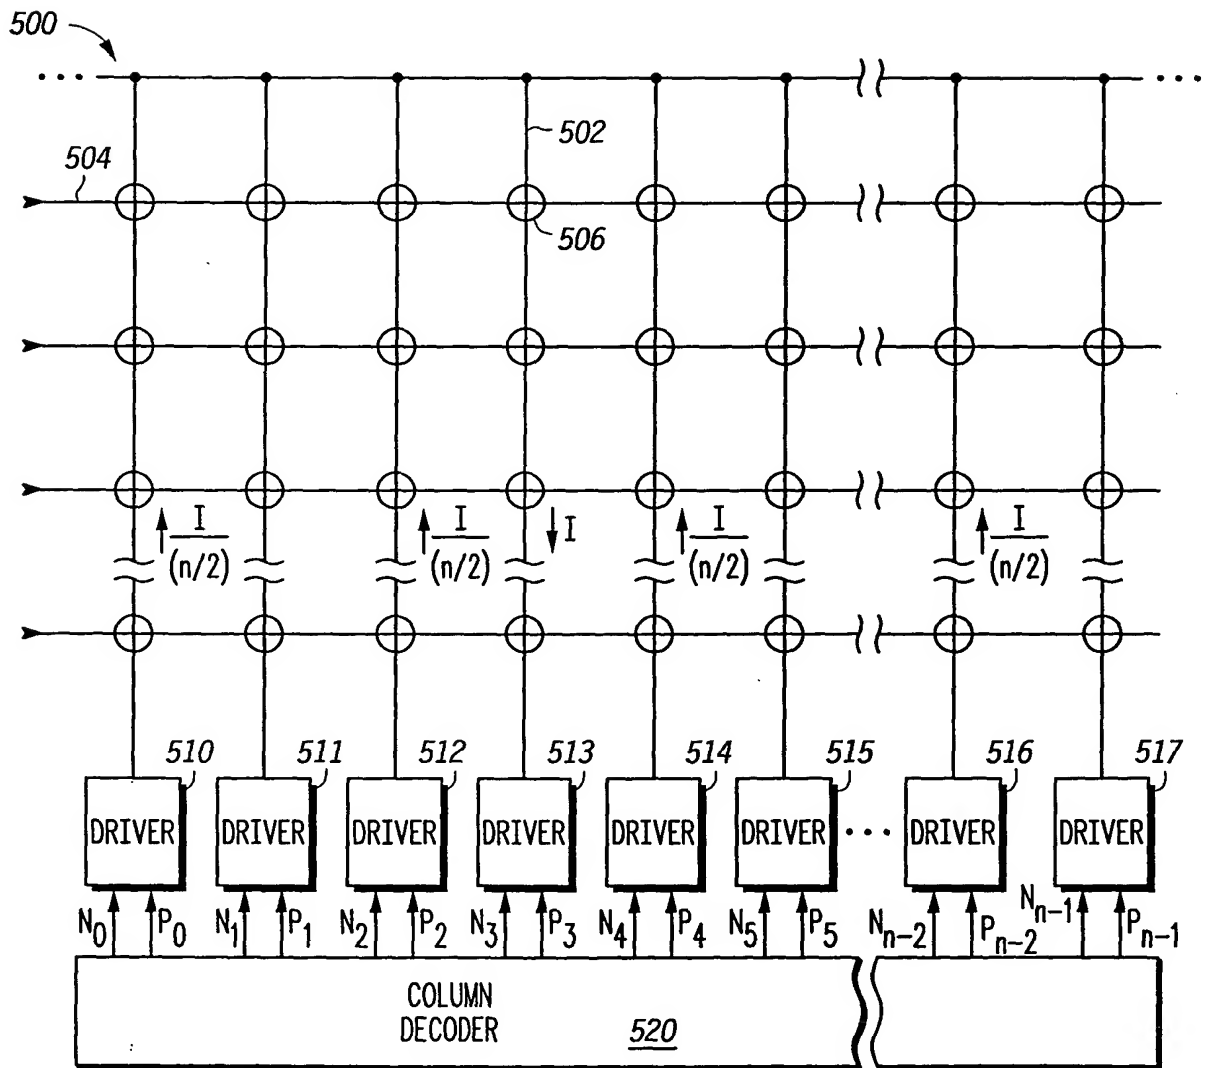 500
502
504
506
I
(n/2)
I
(n/2)
I
I
(n/2)
I
(n/2)
510
511
512
513
514
515
516
517
DRIVER
DRIVER
DRIVER
DRIVER
DRIVER
DRIVER
...
DRIVER
DRIVER
N0 P0
N1 P1
N2 P2
N3 P3
N4 P4
N5 P5
Nn-2 Pn-2
Nn-1 Pn-1
COLUMN
DECODER
520